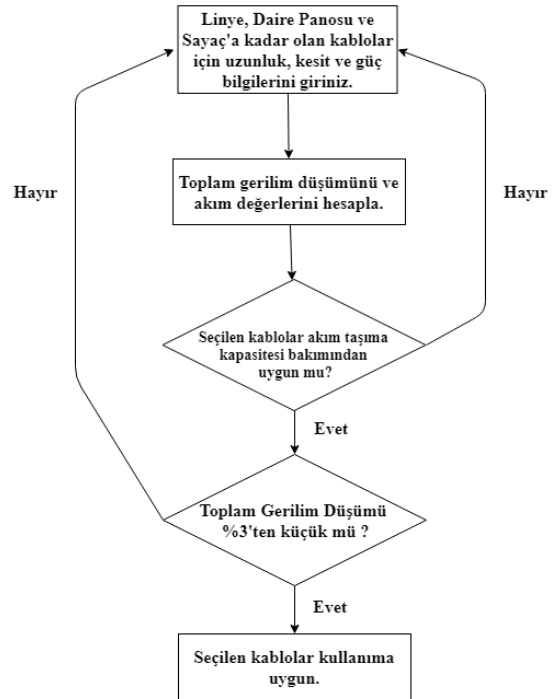 Linye, Daire Panosu ve
Sayaç'a kadar olan kablolar
için uzunluk, kesit ve güç
bilgilerini giriniz.
Hayır
Hayır
Toplam gerilim düşümünü ve
akım değerlerini hesapla.
Seçilen kablolar akım taşıma
kapasitesi bakımından
uygun mu?
Evet
Toplam Gerilim Düşümü
%3'ten küçük mü ?
Evet
Seçilen kablolar kullanıma
uygun.